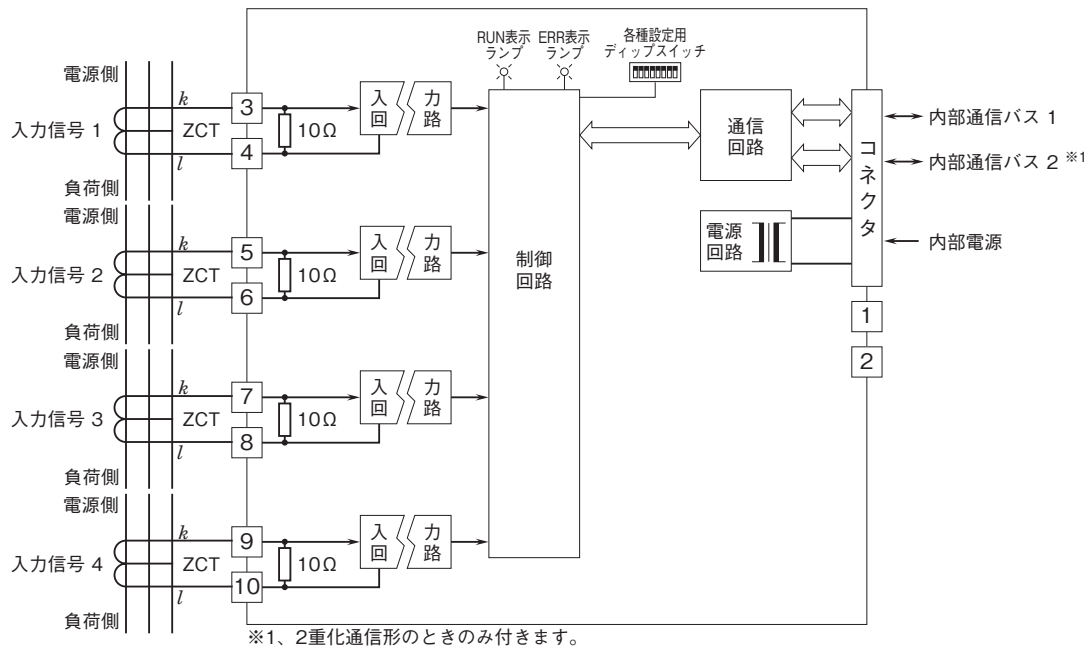 RUN表示
ランプ
ERR表示
ランプ
各種設定用
ディップスイッチ
電源側
入力信号 1
負荷側
k
ZCT
l
3
4
10Ω
入力
回路
電源側
入力信号 2
負荷側
k
ZCT
l
5
6
10Ω
入力
回路
電源側
入力信号 3
負荷側
k
ZCT
l
7
8
10Ω
入力
回路
電源側
入力信号 4
負荷側
k
ZCT
l
9
10
10Ω
入力
回路
制御
回路
通信
回路
電源
回路
コネクタ
内部通信バス 1
内部通信バス 2 ※1
内部電源
1
2
※1、2重化通信形のときのみ付きます。